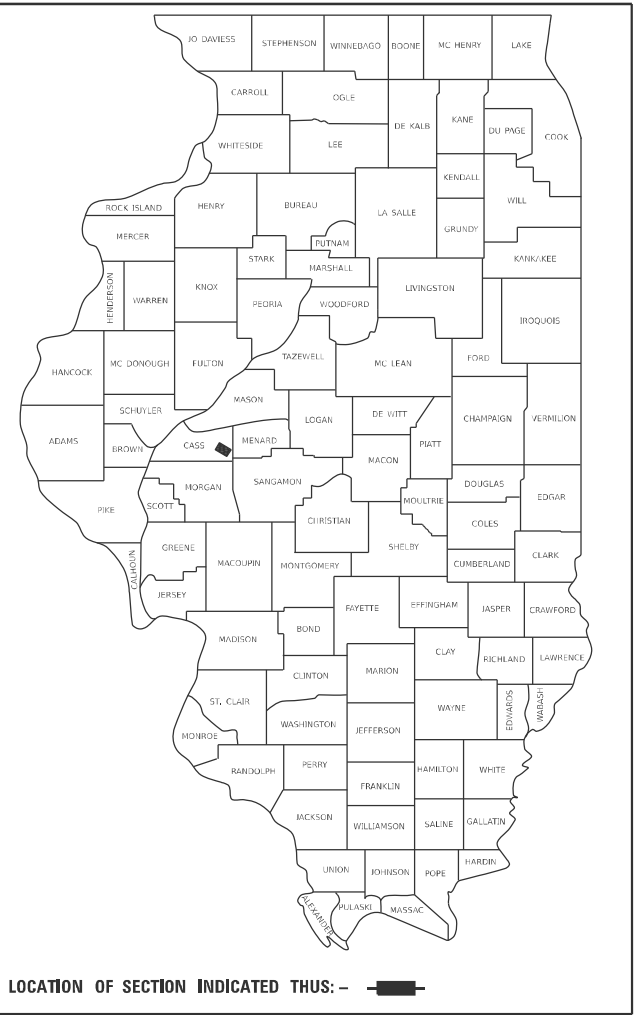 JO DAVIESS
STEPHENSON
WINNEBAGO
BOONE
MC HENRY
LAKE
CARROLL
OGLE
DE KALB
KANE
DU PAGE
COOK
WHITESIDE
LEE
KENDALL
WILL
ROCK ISLAND
HENRY
BUREAU
LA SALLE
GRUNDY
MERCER
PUTNAM
STARK
MARSHALL
KANKAKEE
HENDERSON
WARREN
KNOX
PEORIA
WOODFORD
LIVINGSTON
IROQUOIS
HANCOCK
MC DONOUGH
FULTON
TAZEWELL
MC LEAN
FORD
SCHUYLER
MASON
LOGAN
DE WITT
CHAMPAIGN
VERMILION
ADAMS
BROWN
CASS
MENARD
PIATT
MACON
MORGAN
SANGAMON
DOUGLAS
EDGAR
PIKE
SCOTT
CHRISTIAN
MOULTRIE
COLES
GREENE
MACOUPIN
MONTGOMERY
SHELBY
CUMBERLAND
CLARK
CALHOUN
JERSEY
FAYETTE
EFFINGHAM
JASPER
CRAWFORD
MADISON
BOND
CLAY
RICHLAND
LAWRENCE
CLINTON
MARION
ST. CLAIR
WAYNE
EDWARDS
WABASH
MONROE
WASHINGTON
JEFFERSON
RANDOLPH
PERRY
HAMILTON
WHITE
FRANKLIN
JACKSON
WILLIAMSON
SALINE
GALLATIN
UNION
JOHNSON
POPE
HARDIN
ALEXANDER
PULASKI
MASSAC
LOCATION OF SECTION INDICATED THUS: –